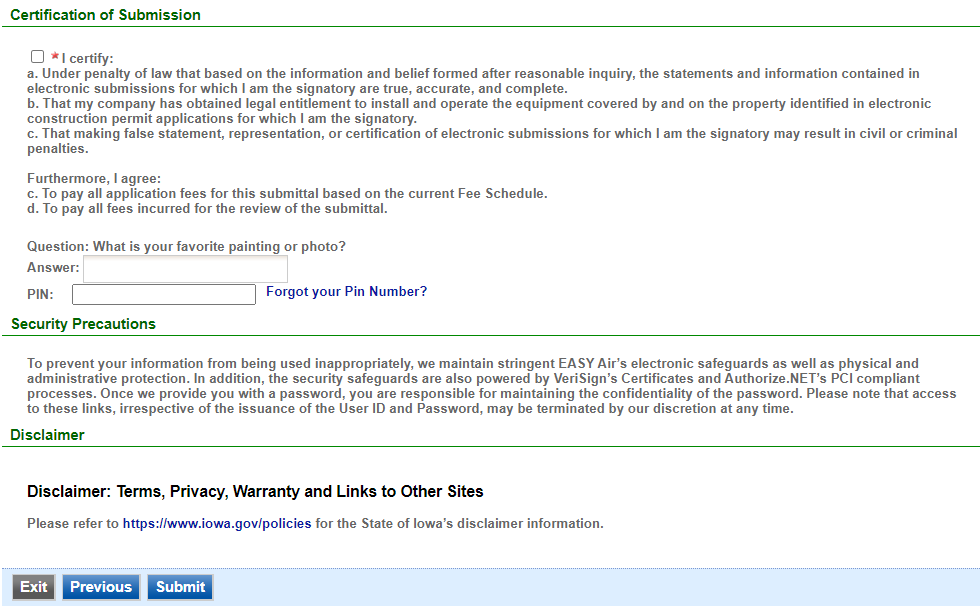 Certification of Submission
* I certify:
a. Under penalty of law that based on the information and belief formed after reasonable inquiry, the statements and information contained in
electronic submissions for which I am the signatory are true, accurate, and complete.
b. That my company has obtained legal entitlement to install and operate the equipment covered by and on the property identified in electronic
construction permit applications for which I am the signatory.
c. That making false statement, representation, or certification of electronic submissions for which I am the signatory may result in civil or criminal
penalties.
Furthermore, I agree:
c. To pay all application fees for this submittal based on the current Fee Schedule.
d. To pay all fees incurred for the review of the submittal.
Question: What is your favorite painting or photo?
Answer:
PIN: Forgot your Pin Number?
Security Precautions
To prevent your information from being used inappropriately, we maintain stringent EASY Air’s electronic safeguards as well as physical and
administrative protection. In addition, the security safeguards are also powered by VeriSign’s Certificates and Authorize.NET’s PCI compliant
processes. Once we provide you with a password, you are responsible for maintaining the confidentiality of the password. Please note that access
to these links, irrespective of the issuance of the User ID and Password, may be terminated by our discretion at any time.
Disclaimer
Disclaimer: Terms, Privacy, Warranty and Links to Other Sites
Please refer to https://www.iowa.gov/policies for the State of Iowa’s disclaimer information.
Exit Previous Submit